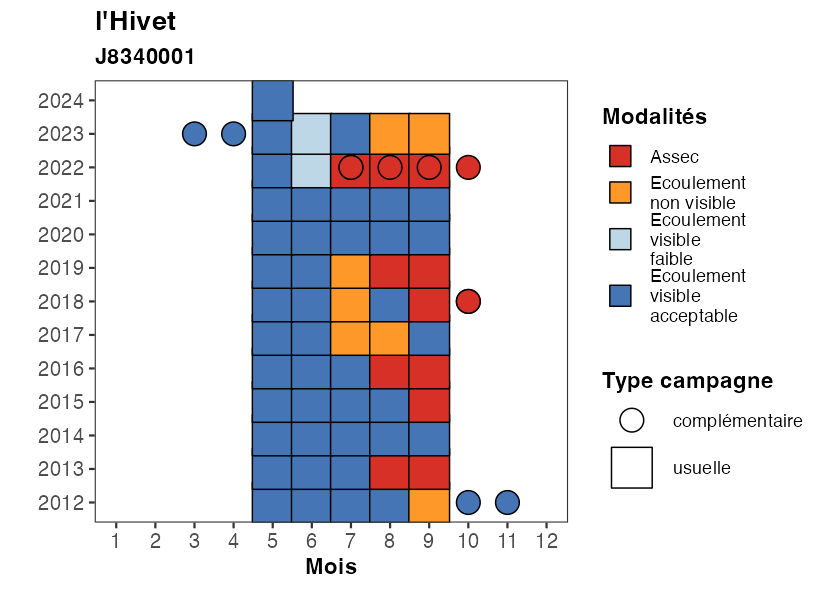 l'Hivet
J8340001
2024
2023
2022
2021
2020
2019
2018
2017
2016
2015
2014
2013
2012
1 2 3 4 5 6 7 8 9 10 11 12
Mois
Modalités
Assec
Ecoulement
non visible
Ecoulement
visible
faible
Ecoulement
visible
acceptable
Type campagne
complémentaire
usuelle